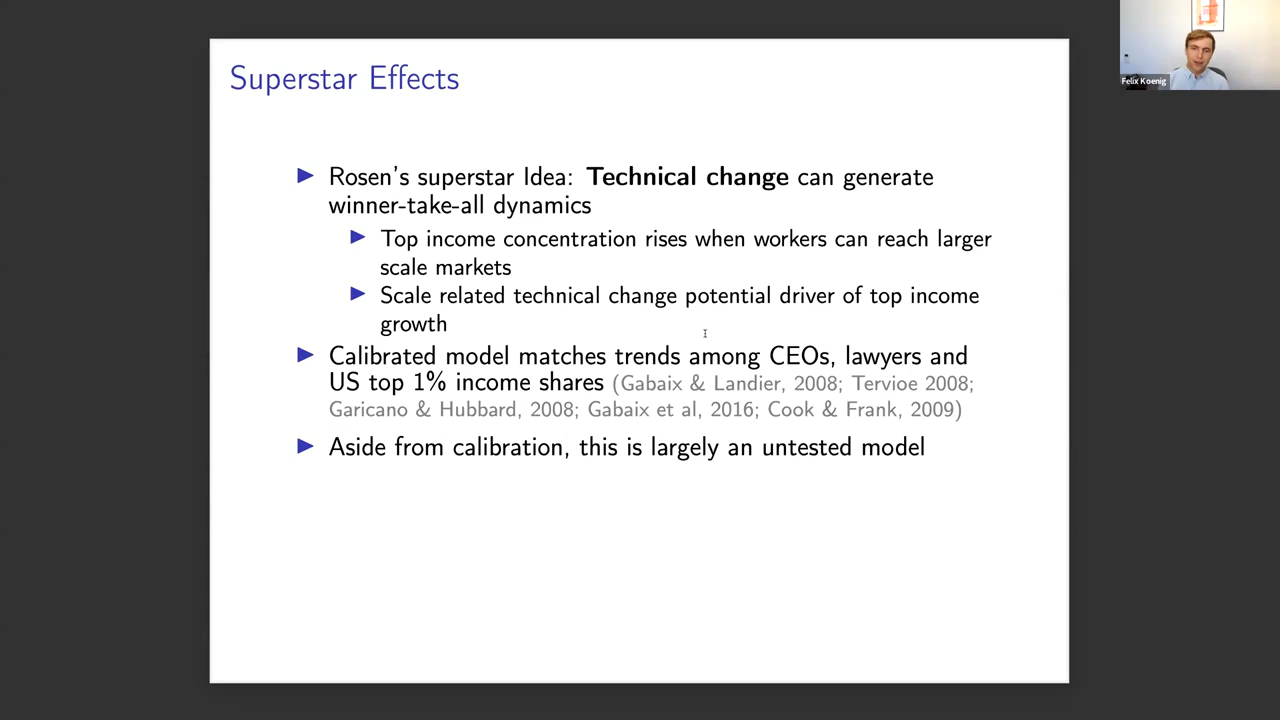 Superstar Effects
Rosen's superstar Idea: Technical change can generate
winner-take-all dynamics
Top income concentration rises when workers can reach larger
scale markets
Scale related technical change potential driver of top income
growth
Calibrated model matches trends among CEOs, lawyers and
US top 1% income shares (Gabaix & Landier, 2008; Tervioe 2008;
Garicano & Hubbard, 2008; Gabaix et al, 2016; Cook & Frank, 2009)
Aside from calibration, this is largely an untested model
Felix Koenig